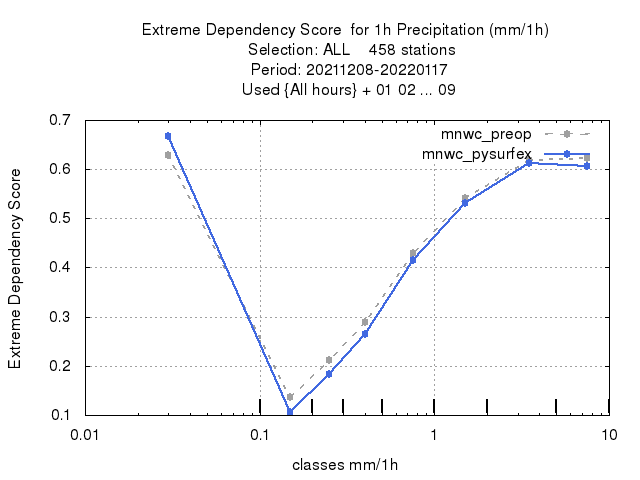 Extreme Dependency Score  for 1h Precipitation (mm/1h)
Selection: ALL    458 stations
Period: 20211208-20220117
Used {All hours} + 01 02 ... 09
mnwc_preop
mnwc_pysurfex
Extreme Dependency Score
0.7
0.6
0.5
0.4
0.3
0.2
0.1
0.01 0.1 1 10
classes mm/1h